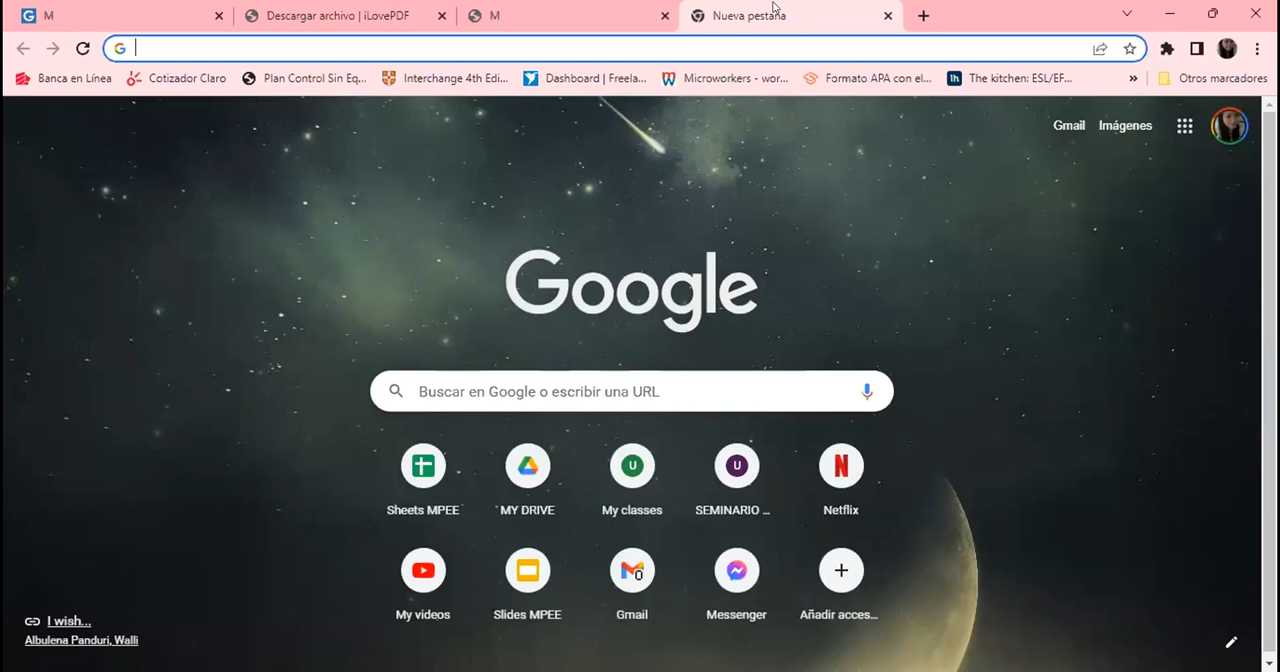 M
Descargar archivo | iLovePDF
M
Nueva pestaña
Banca en Línea
Cotizador Claro
Plan Control Sin Eq...
Interchange 4th Edi...
Dashboard | Freela...
Microworkers - wor...
Formato APA con el...
The kitchen: ESL/EF...
»
Otros marcadores
Gmail
Imágenes
Google
Buscar en Google o escribir una URL
U
U
N
Sheets MPEE
MY DRIVE
My classes
SEMINARIO ...
Netflix
0
My videos
Slides MPEE
Gmail
Messenger
Añadir acces...
I wish...
Albulena Panduri, Walli